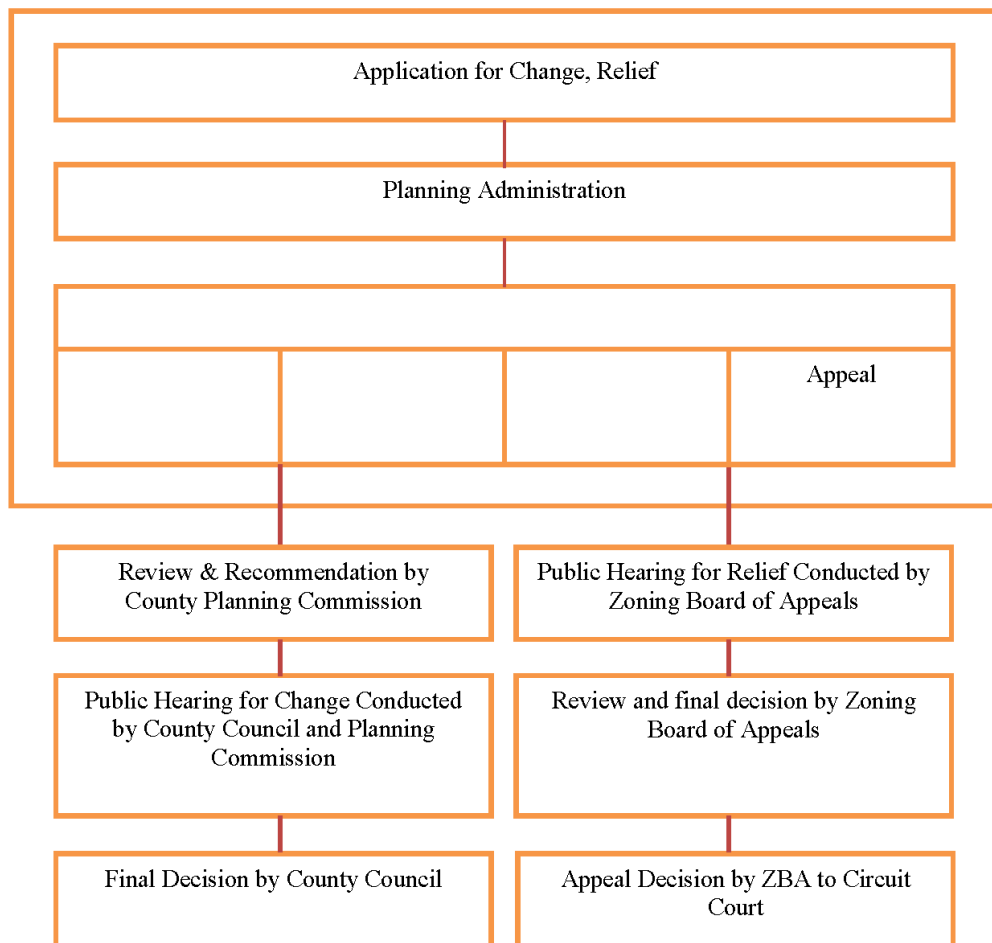 Application for Change, Relief
Planning Administration
Appeal
Review & Recommendation by
County Planning Commission
Public Hearing for Change Conducted
by County Council and Planning
Commission
Final Decision by County Council
Public Hearing for Relief Conducted by
Zoning Board of Appeals
Review and final decision by Zoning
Board of Appeals
Appeal Decision by ZBA to Circuit
Court